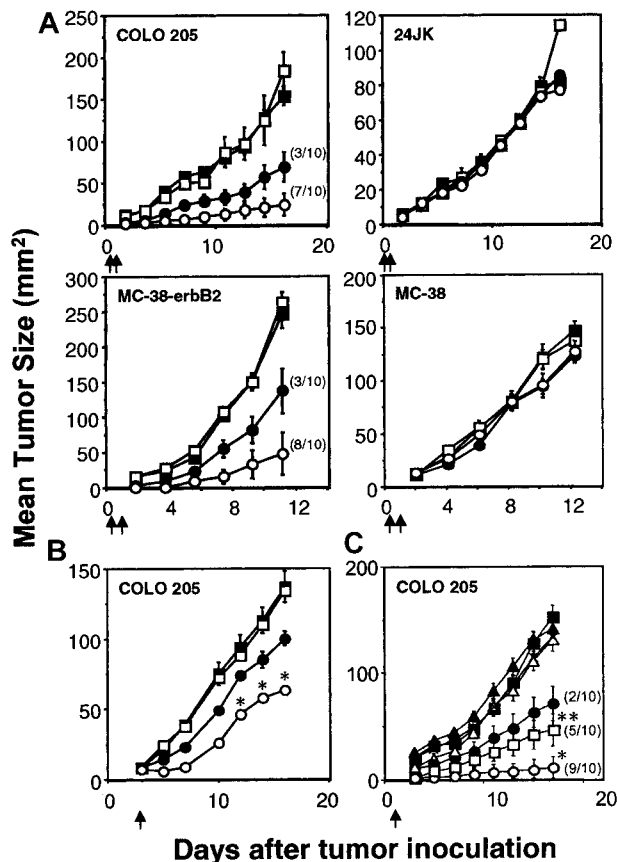 A
COLO 205
200
150
100
50
0
(3/10)
(7/10)
0 10 20
24JK
120
100
80
60
40
20
0
0 10 20
MC-38-erbB2
300
250
200
150
100
50
0
(3/10)
(8/10)
0 4 8 12
MC-38
200
150
100
50
0
0 4 8 12
Mean Tumor Size (mm²)
B
COLO 205
150
100
50
0
* * *
0 10 20
C
COLO 205
200
100
0
(2/10)
**
(5/10)
*
(9/10)
0 10 20
Days after tumor inoculation